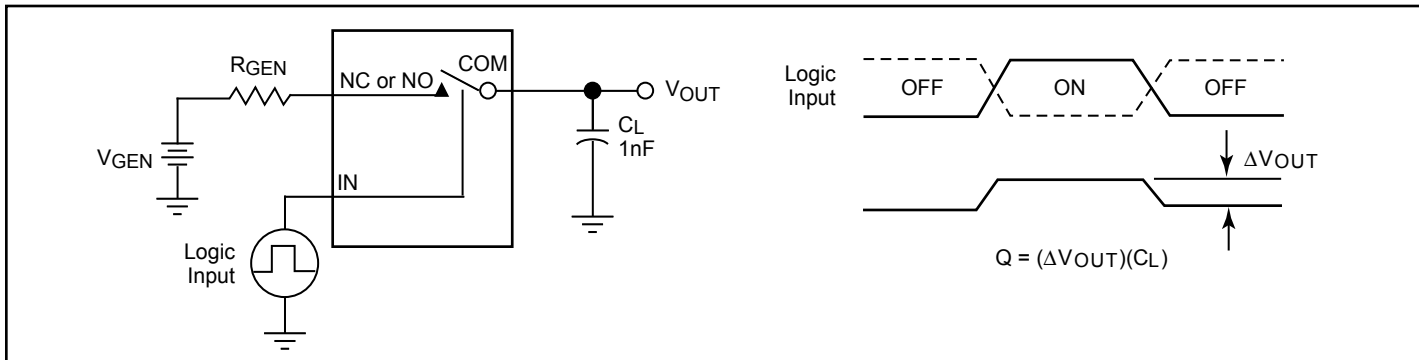 RGEN
NC or NO
COM
VOUT
CL
1nF
VGEN
IN
Logic
Input
Logic
Input
OFF
ON
OFF
ΔVOUT
Q = (ΔVOUT)(CL)